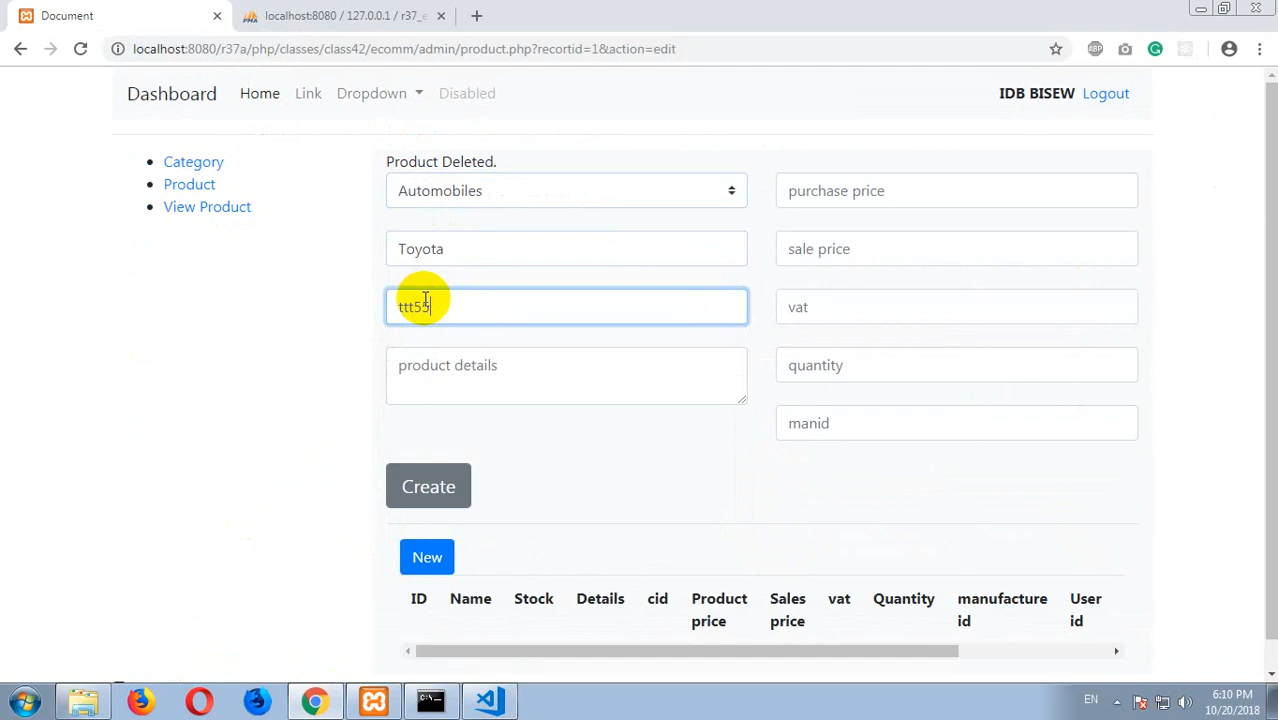 Document
localhost:8080 / 127.0.0.1 / r37_e
localhost:8080/r37a/php/classes/class42/ecomm/admin/product.php?recortid=1&action=edit
ABP
Dashboard Home Link Dropdown Disabled IDB BISEW Logout
Category
Product
View Product
Product Deleted.
Automobiles
purchase price
Toyota
sale price
ttt55
vat
product details
quantity
manid
Create
New
ID Name Stock Details cid Product price Sales price vat Quantity manufacture id User id
EN
6:10 PM
10/20/2018